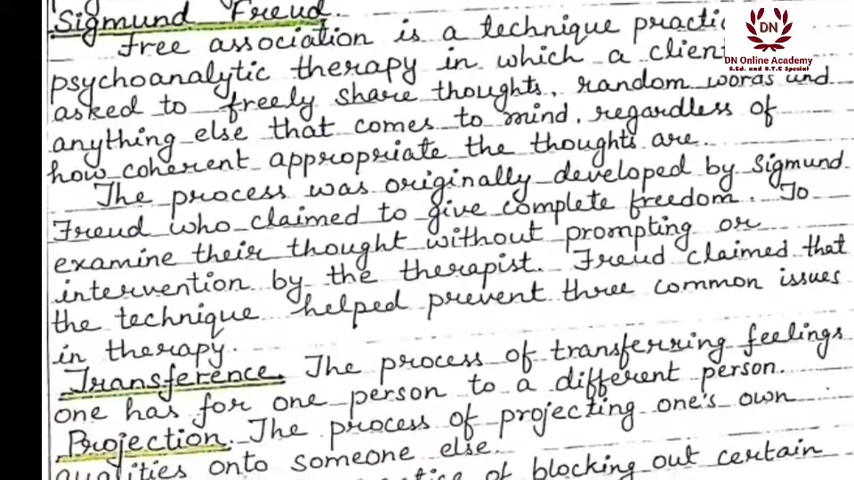 Sigmund Freud.
DN
DN Online Academy
B.Ed. and B.T.C Special
Free association is a technique
psychoanalytic therapy in which a client
asked to freely share thoughts, random words and
anything else that comes to mind, regardless of
how coherent appropriate the thoughts are.
The process was originally developed by Sigmund
Freud who claimed to give complete freedom. To
examine their thought without prompting or
intervention by the therapist. Freud claimed that
the technique helped prevent three common issues
in therapy.
Transference. The process of transferring feelings
one has for one person to a different person.
Projection. The process of projecting one's own
qualities onto someone else.
of blocking out certain